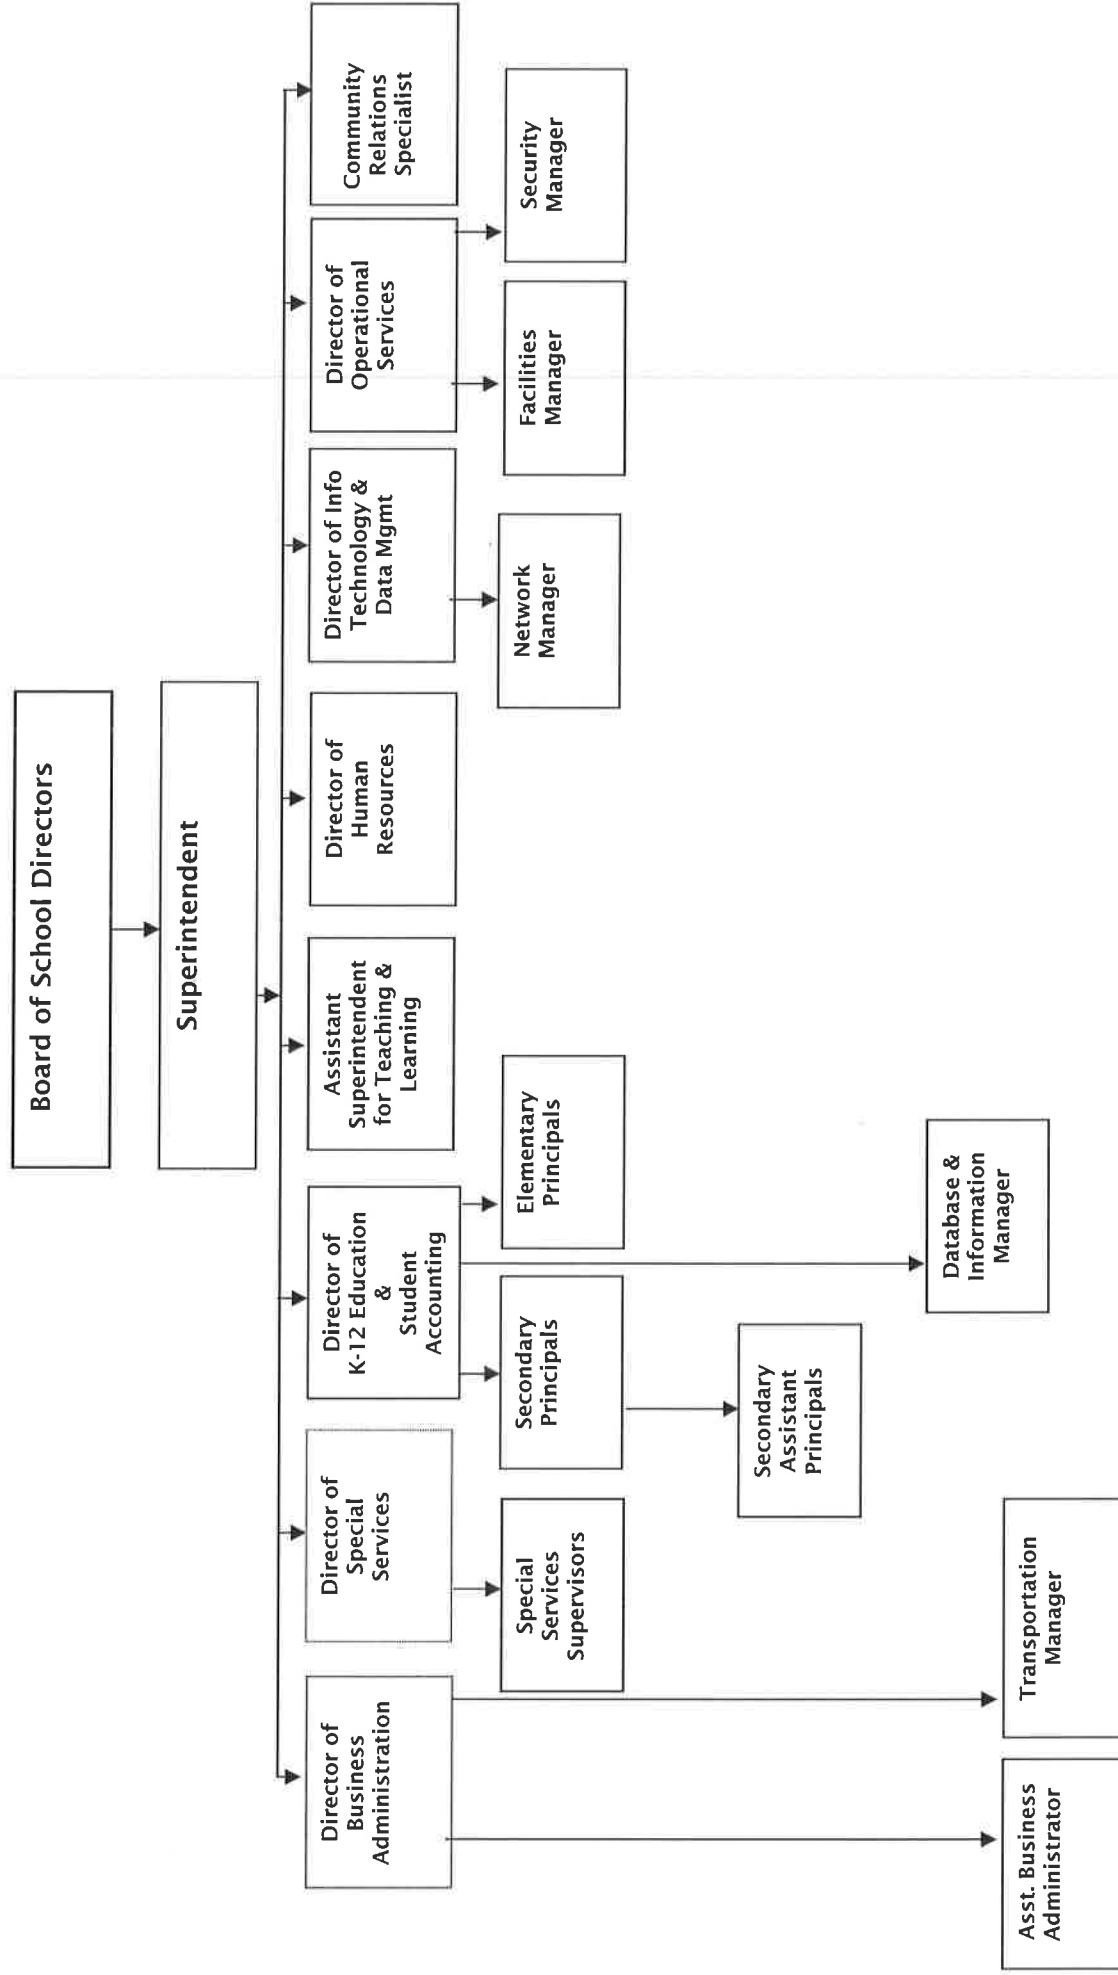 Board of School Directors
Superintendent
Director of
Business
Administration
Director of
Special
Services
Director of
K-12 Education
&
Student
Accounting
Assistant
Superintendent
for Teaching &
Learning
Director of
Human
Resources
Director of Info
Technology &
Data Mgmt
Director of
Operational
Services
Community
Relations
Specialist
Special
Services
Supervisors
Secondary
Principals
Elementary
Principals
Network
Manager
Facilities
Manager
Security
Manager
Secondary
Assistant
Principals
Database &
Information
Manager
Asst. Business
Administrator
Transportation
Manager